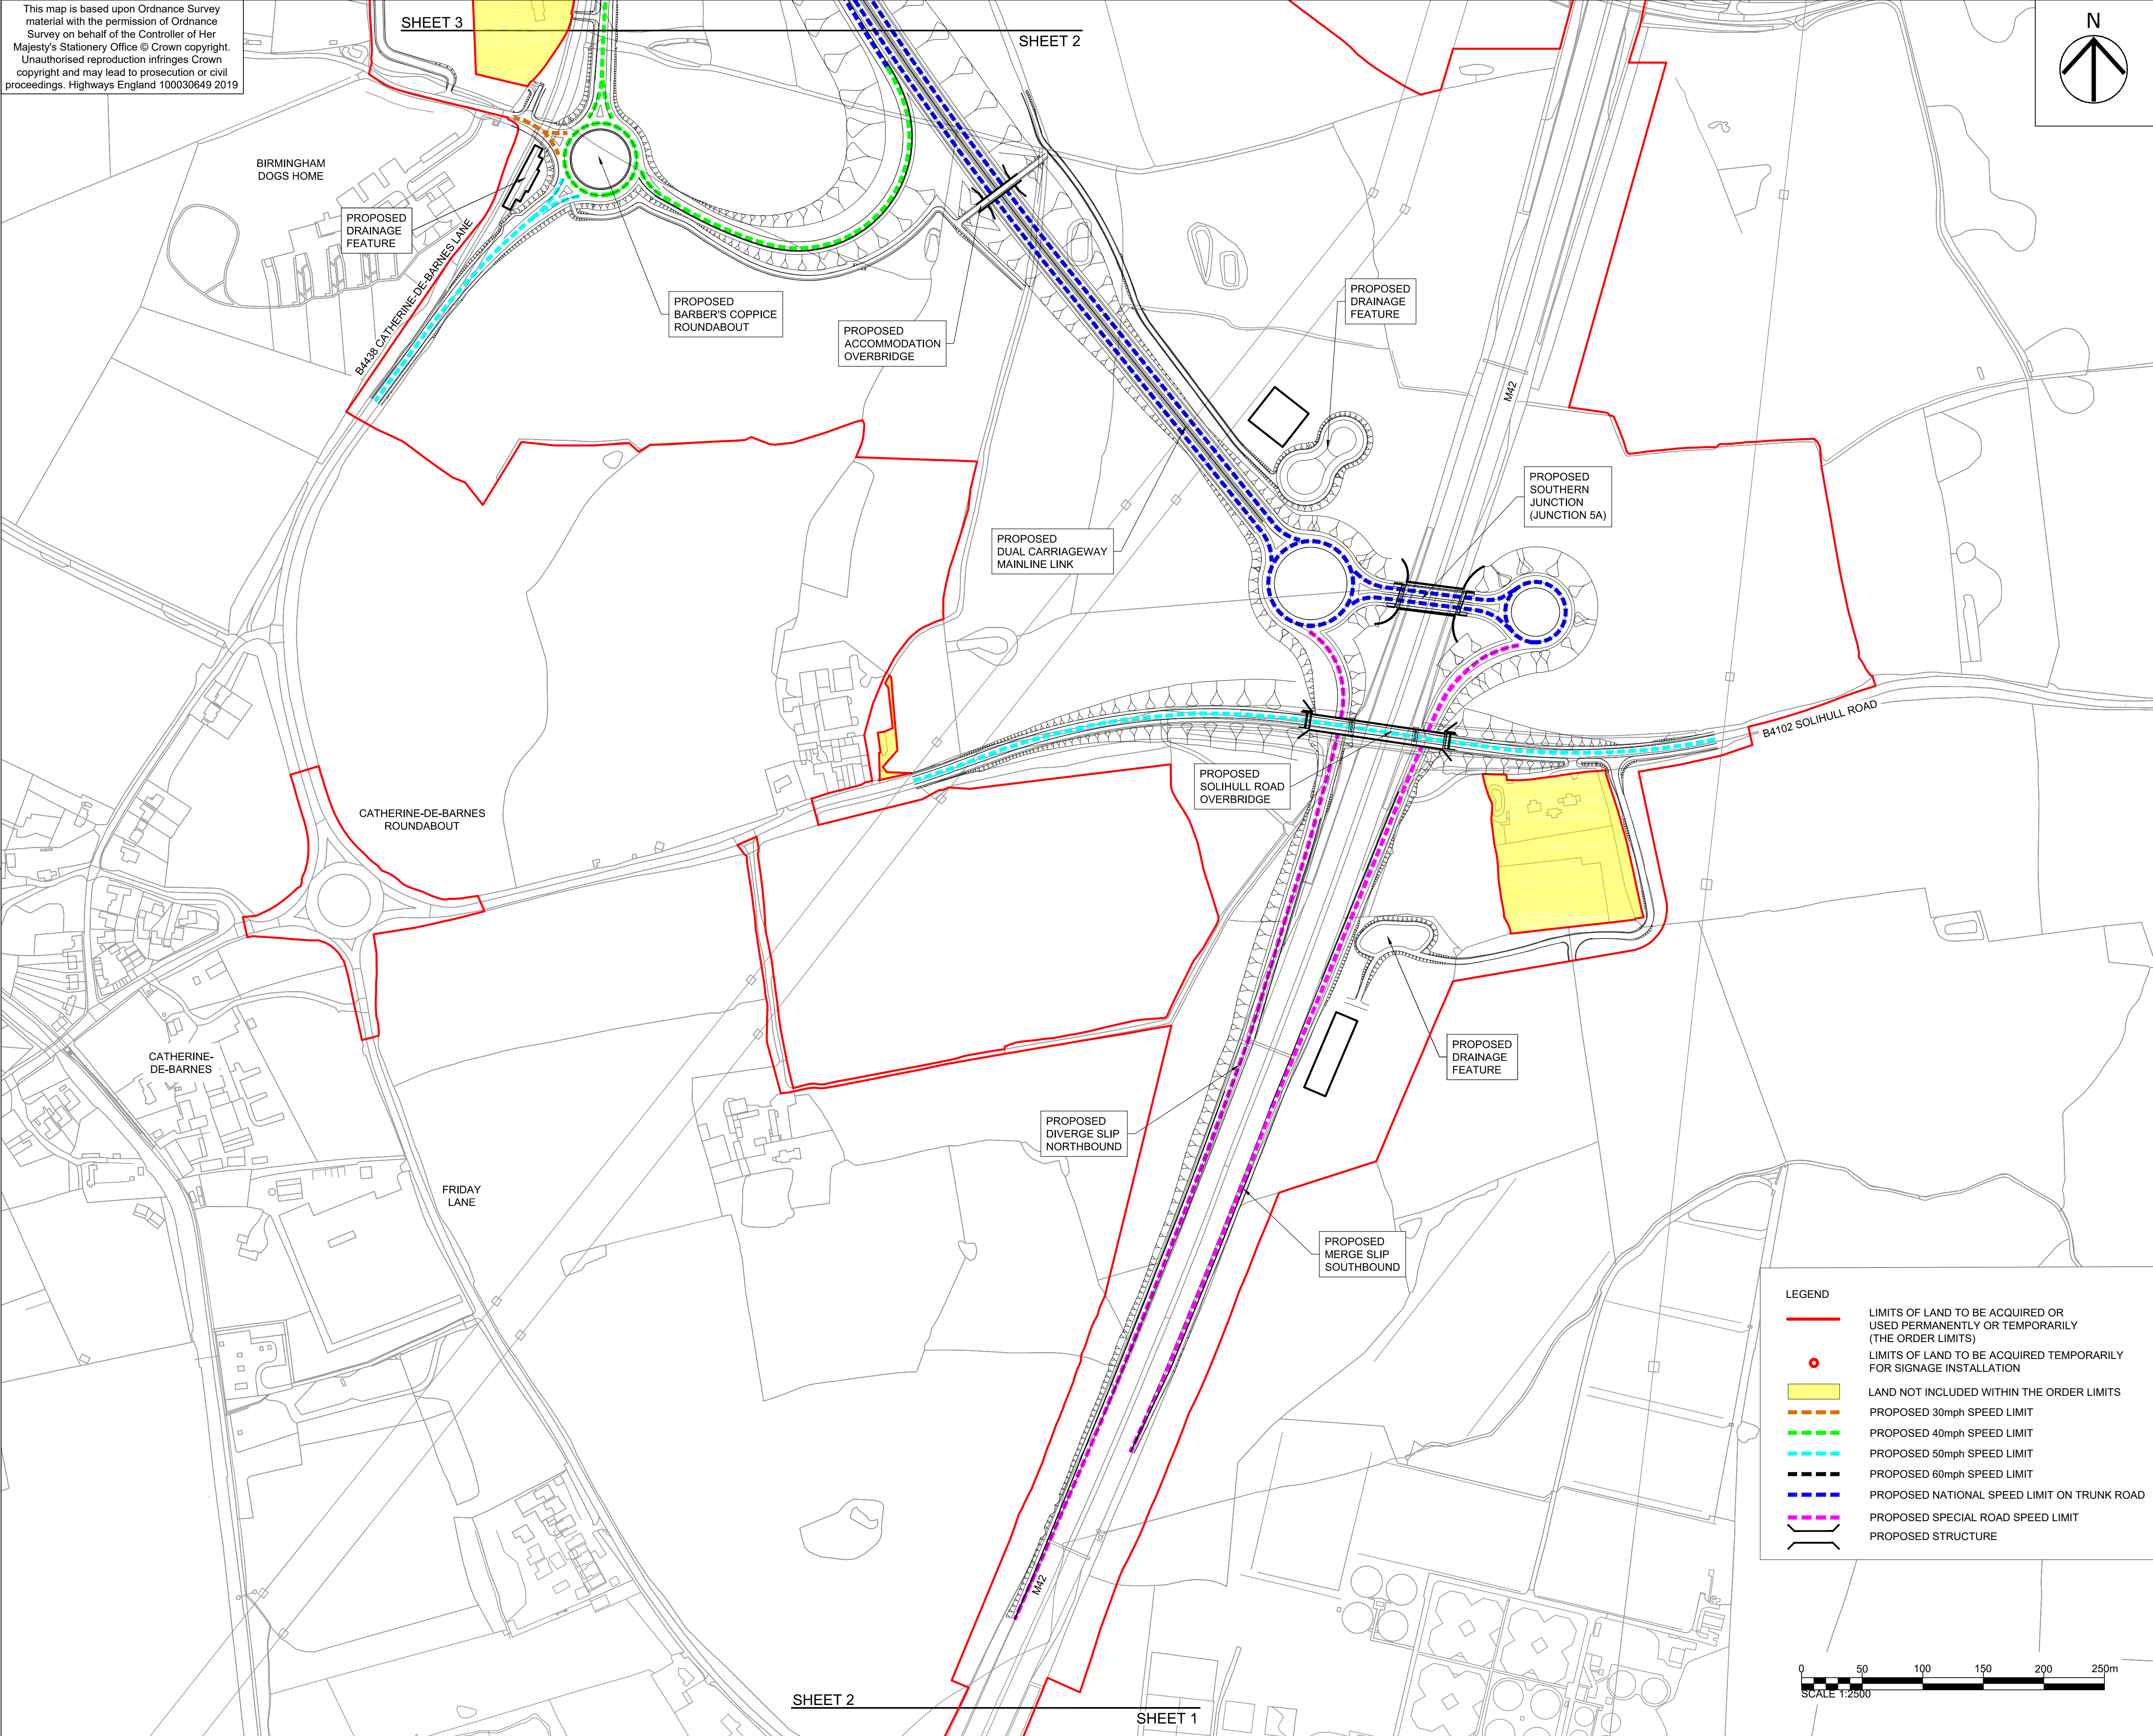 This map is based upon Ordnance Survey
material with the permission of Ordnance
Survey on behalf of the Controller of Her
Majesty's Stationery Office © Crown copyright.
Unauthorised reproduction infringes Crown
copyright and may lead to prosecution or civil
proceedings. Highways England 100030649 2019
SHEET 3
SHEET 2
N
BIRMINGHAM
DOGS HOME
PROPOSED
DRAINAGE
FEATURE
B4438 CATHERINE-DE-BARNES LANE
PROPOSED
BARBER'S COPPICE
ROUNDABOUT
PROPOSED
ACCOMMODATION
OVERBRIDGE
PROPOSED
DRAINAGE
FEATURE
M42
PROPOSED
SOUTHERN
JUNCTION
(JUNCTION 5A)
PROPOSED
DUAL CARRIAGEWAY
MAINLINE LINK
B4102 SOLIHULL ROAD
PROPOSED
SOLIHULL ROAD
OVERBRIDGE
CATHERINE-DE-BARNES
ROUNDABOUT
CATHERINE-
DE-BARNES
PROPOSED
DRAINAGE
FEATURE
PROPOSED
DIVERGE SLIP
NORTHBOUND
FRIDAY
LANE
PROPOSED
MERGE SLIP
SOUTHBOUND
M42
LEGEND
LIMITS OF LAND TO BE ACQUIRED OR
USED PERMANENTLY OR TEMPORARILY
(THE ORDER LIMITS)
LIMITS OF LAND TO BE ACQUIRED TEMPORARILY
FOR SIGNAGE INSTALLATION
LAND NOT INCLUDED WITHIN THE ORDER LIMITS
PROPOSED 30mph SPEED LIMIT
PROPOSED 40mph SPEED LIMIT
PROPOSED 50mph SPEED LIMIT
PROPOSED 60mph SPEED LIMIT
PROPOSED NATIONAL SPEED LIMIT ON TRUNK ROAD
PROPOSED SPECIAL ROAD SPEED LIMIT
PROPOSED STRUCTURE
0 50 100 150 200 250m
SCALE 1:2500
SHEET 2
SHEET 1